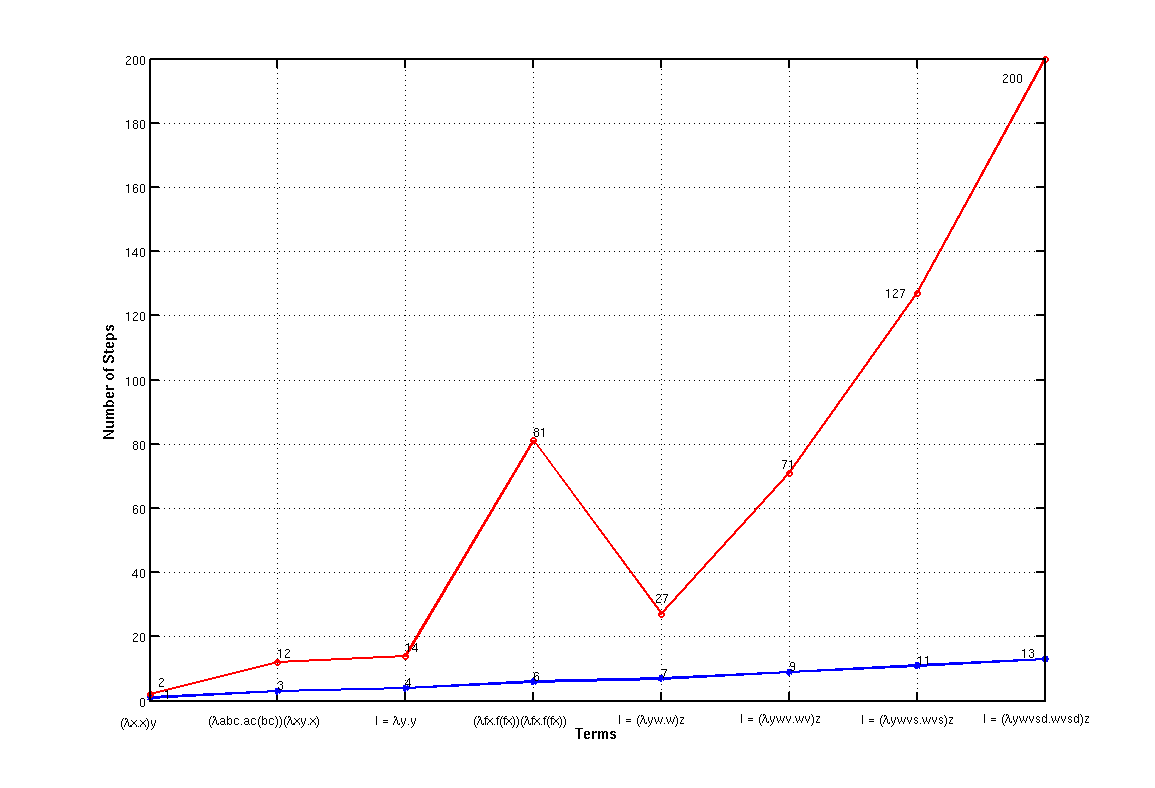 200
200
180
160
140
127
120
100
81
80
71
60
40
27
20
14
12
2
13
11
9
7
6
4
3
1
0
Number of Steps
(λx.x)y
(λabc.ac(bc))(λxy.x)
I = λy.y
(λfx.f(fx))(λfx.f(fx))
I = (λyw.w)z
I = (λywv.wv)z
I = (λywvs.wvs)z
I = (λywvsd.wvsd)z
Terms